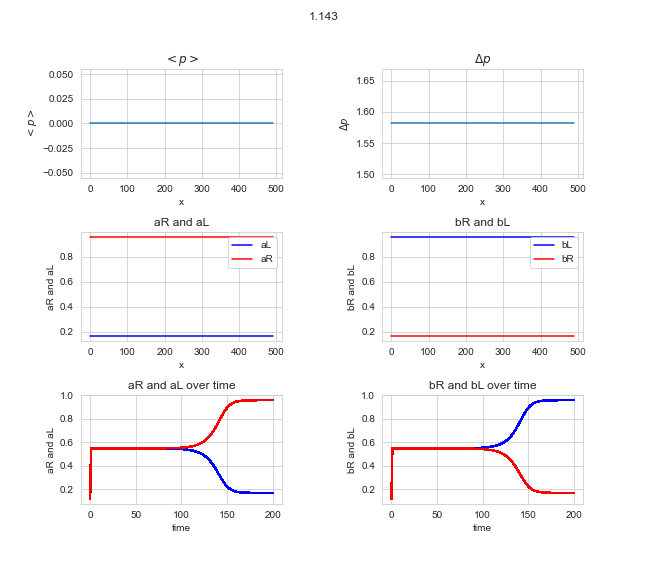 1.143
< p >
Δp
0.050
0.025
0.000
−0.025
−0.050
< p >
0 100 200 300 400 500
x
1.65
1.60
1.55
1.50
Δp
0 100 200 300 400 500
x
aR and aL
bR and bL
0.8
0.6
0.4
0.2
aR and aL
aL
aR
0 100 200 300 400 500
x
0.8
0.6
0.4
0.2
bR and bL
bL
bR
0 100 200 300 400 500
x
aR and aL over time
bR and bL over time
1.0
0.8
0.6
0.4
0.2
aR and aL
0 50 100 150 200
time
1.0
0.8
0.6
0.4
0.2
bR and bL
0 50 100 150 200
time